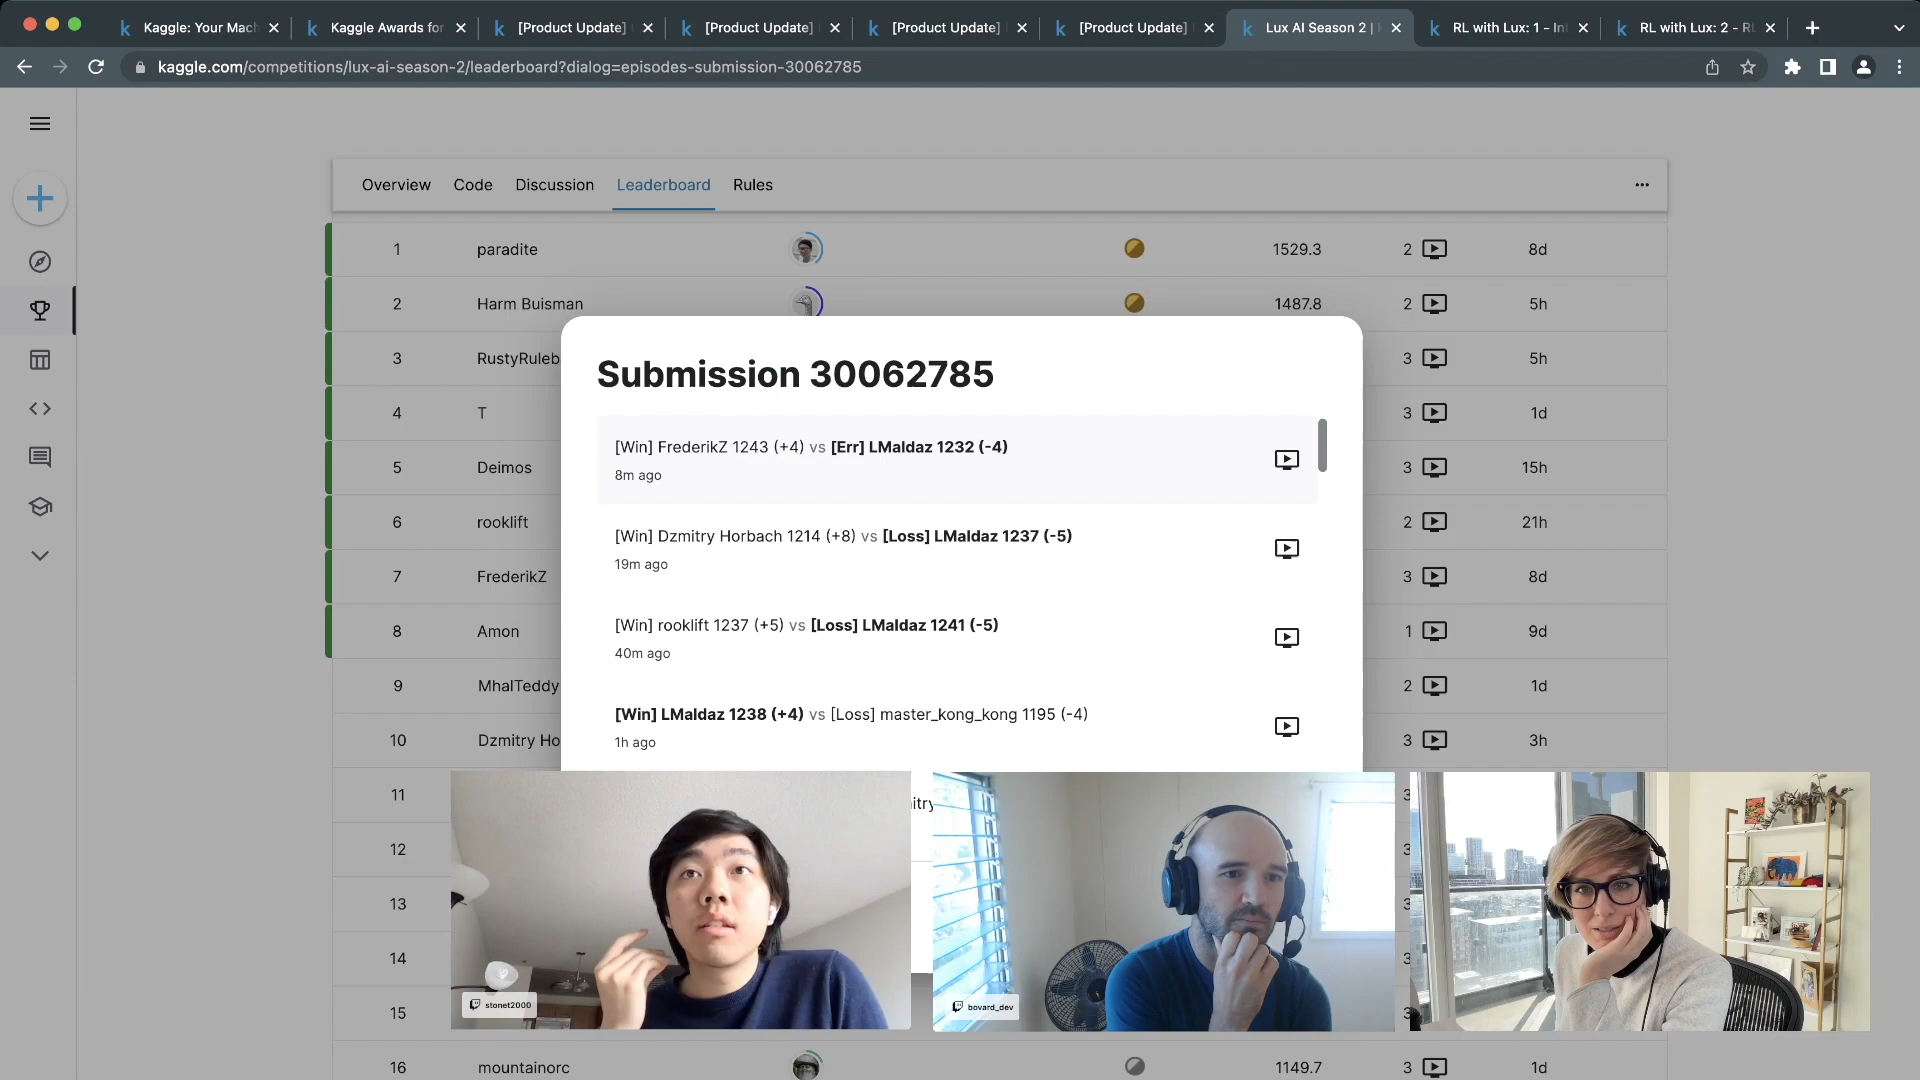 Kaggle: Your Mach
Kaggle Awards for
[Product Update]
[Product Update]
[Product Update]
[Product Update]
Lux AI Season 2 |
RL with Lux: 1 - Int
RL with Lux: 2 - RL
kaggle.com/competitions/lux-ai-season-2/leaderboard?dialog=episodes-submission-30062785
Overview Code Discussion Leaderboard Rules
1 paradite 1529.3 2 8d
2 Harm Buisman 1487.8 2 5h
3 RustyRuleb 3 5h
4 T 3 1d
5 Deimos 3 15h
6 rooklift 2 21h
7 FrederikZ 3 8d
8 Amon 1 9d
9 MhalTeddy 2 1d
10 Dzmitry Ho 3 3h
Submission 30062785
[Win] FrederikZ 1243 (+4) vs [Err] LMaldaz 1232 (-4)
8m ago
[Win] Dzmitry Horbach 1214 (+8) vs [Loss] LMaldaz 1237 (-5)
19m ago
[Win] rooklift 1237 (+5) vs [Loss] LMaldaz 1241 (-5)
40m ago
[Win] LMaldaz 1238 (+4) vs [Loss] master_kong_kong 1195 (-4)
1h ago
11
12
13
14
15
stonet2000
bovard_dev
16 mountainorc 1149.7 3 1d